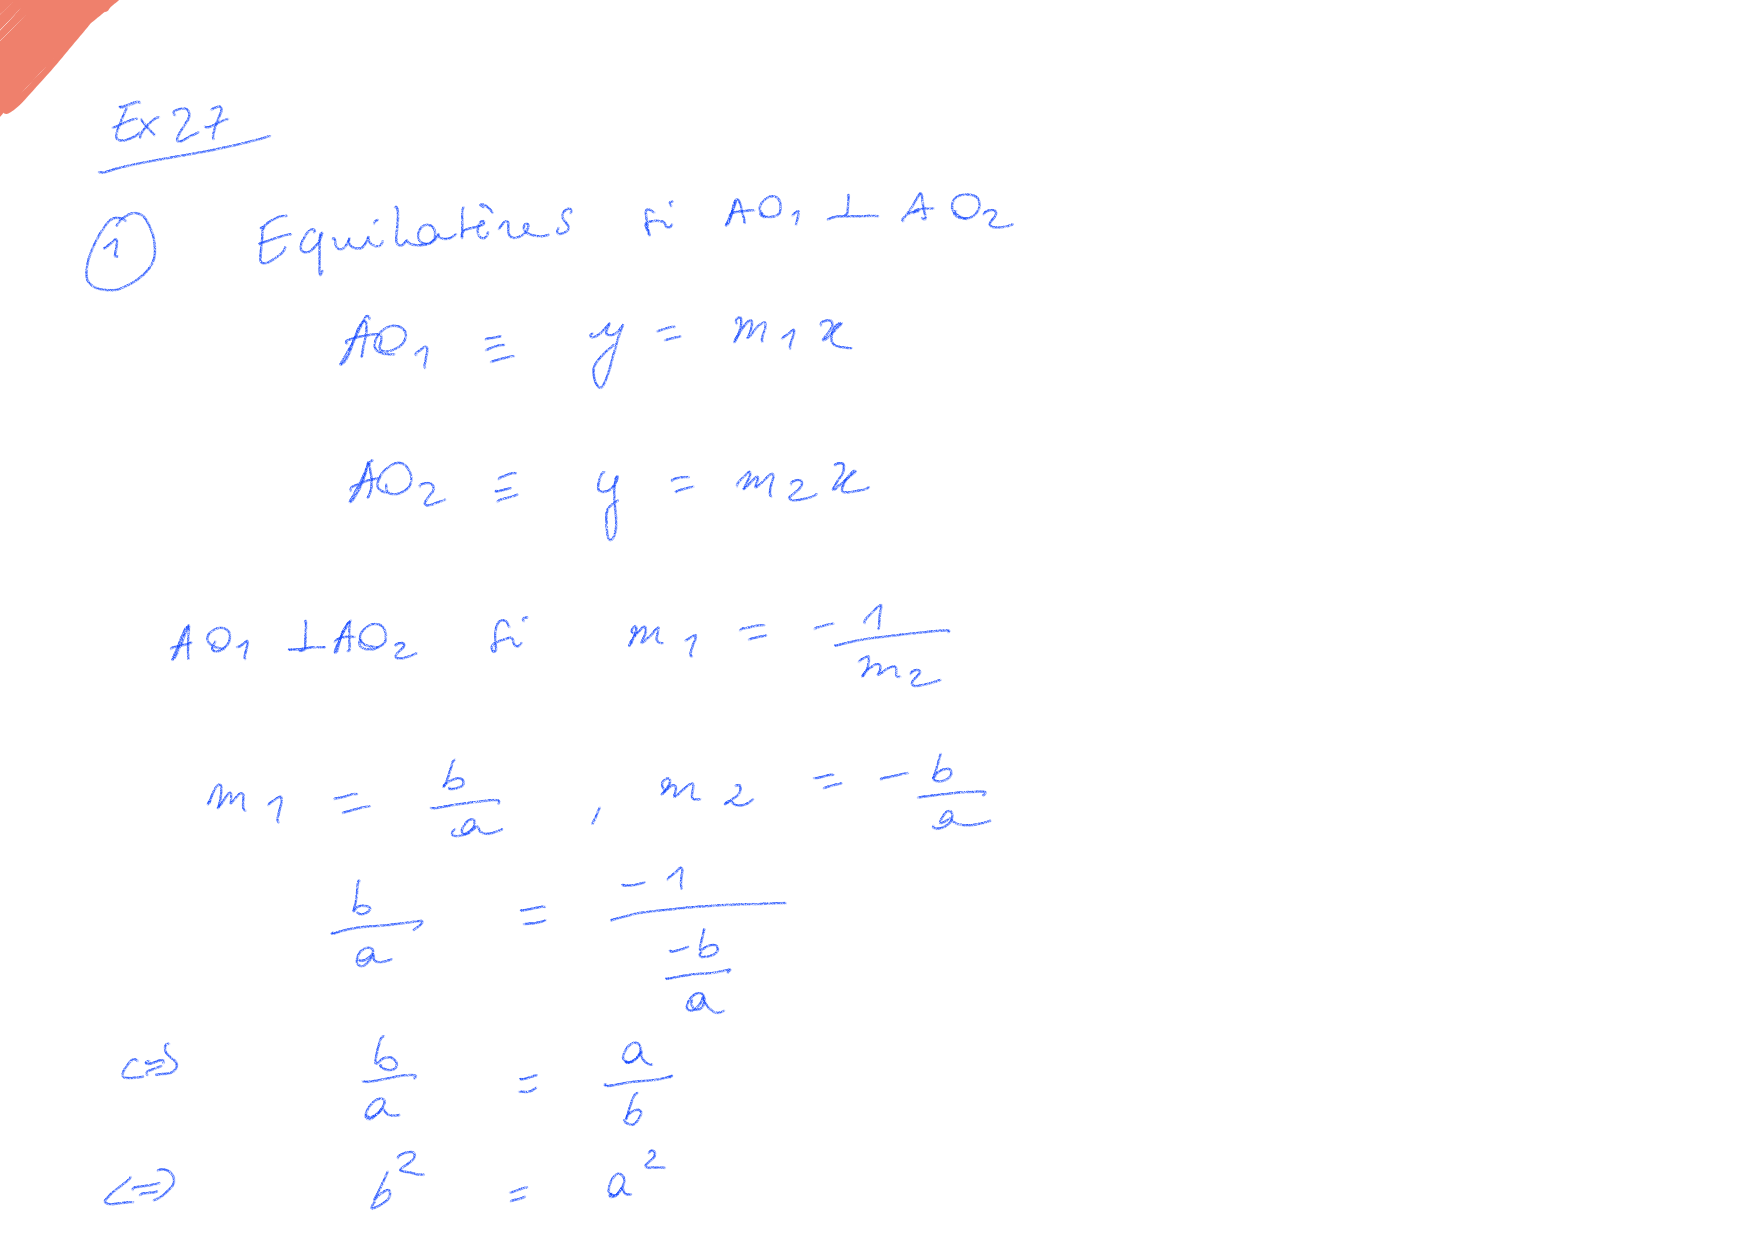 Ex 27
① Equilatères si AO₁ ⊥ AO₂
AO₁ ≡ y = m₁x
AO₂ ≡ y = m₂x
AO₁ ⊥ AO₂ si m₁ = - 1/m₂
m₁ = b/a , m₂ = - b/a
b/a = -1/(-b/a)
<=> b/a = a/b
<=> b² = a²